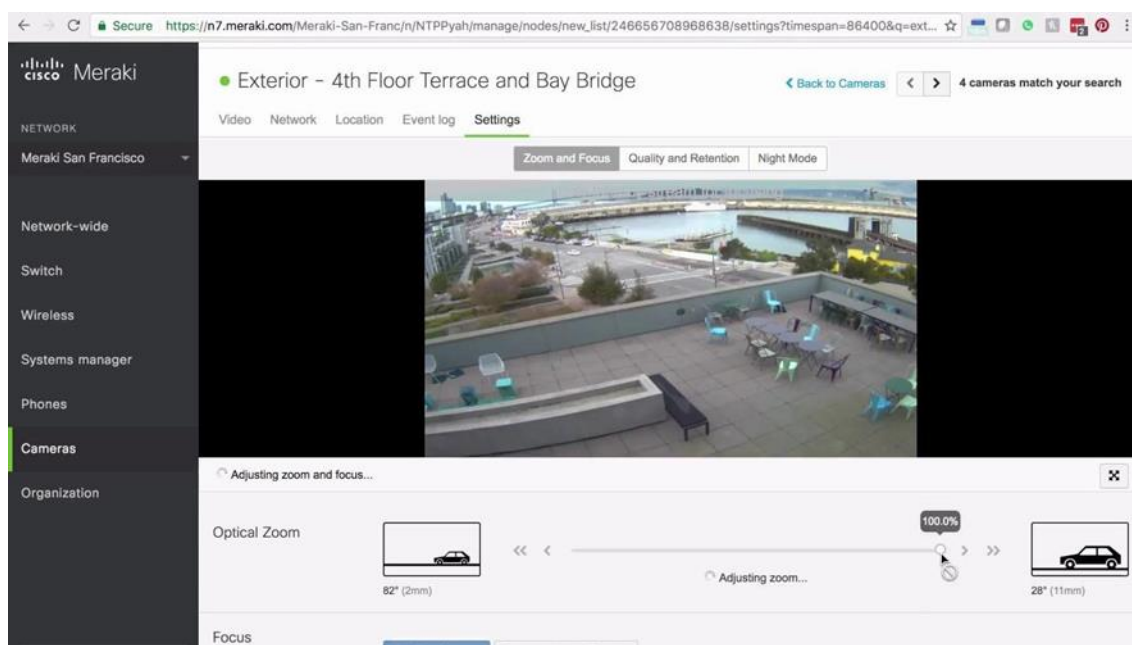 Secure https://n7.meraki.com/Meraki-San-Franc/n/NTPPyah/manage/nodes/new_list/246656708968638/settings?timespan=86400&q=ext...
2
cisco Meraki
Exterior - 4th Floor Terrace and Bay Bridge
Back to Cameras
4 cameras match your search
NETWORK
Video Network Location Event log Settings
Meraki San Francisco
Zoom and Focus Quality and Retention Night Mode
Network-wide
Switch
Wireless
Systems manager
Phones
Cameras
Adjusting zoom and focus...
Organization
Optical Zoom
100.0%
Adjusting zoom...
82° (2mm)
28° (11mm)
Focus